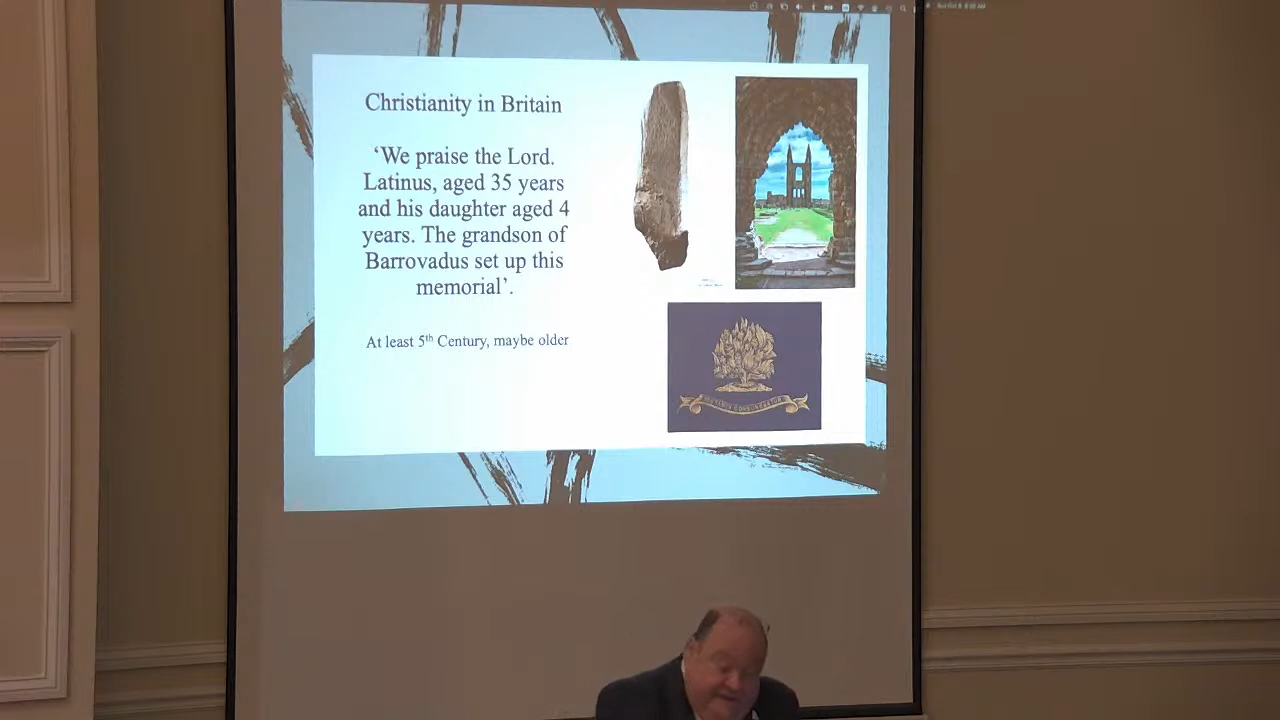 Christianity in Britain
‘We praise the Lord.
Latinus, aged 35 years
and his daughter aged 4
years. The grandson of
Barrovadus set up this
memorial’.
At least 5th Century, maybe older